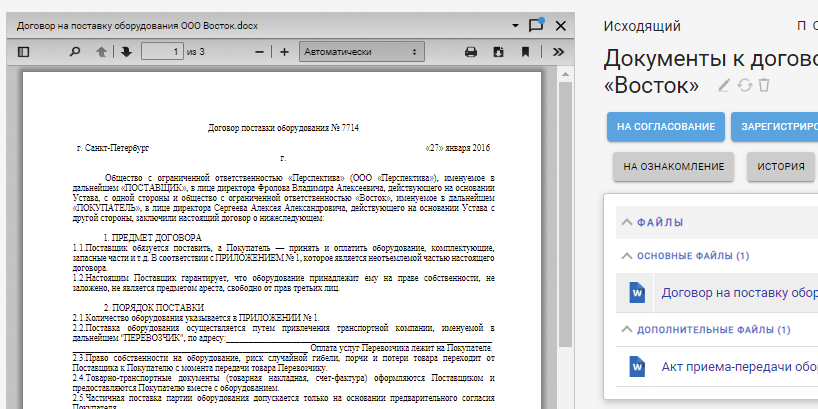 Договор на поставку оборудования ООО Восток.docx
1 из 3
Автоматически
Договор поставки оборудования № 7714
г. Санкт-Петербург «27» января 2016
г.
Общество с ограниченной ответственностью «Перспектива» (ООО «Перспектива»), именуемое в
дальнейшем «ПОСТАВЩИК», в лице директора Фролова Владимира Алексеевича, действующего на основании
Устава, с одной стороны и общество с ограниченной ответственностью «Восток», именуемое в дальнейшем
«ПОКУПАТЕЛЬ», в лице директора Сергеева Алексея Александровича, действующего на основании Устава с
другой стороны, заключили настоящий договор о нижеследующем:
1. ПРЕДМЕТ ДОГОВОРА
1.1.Поставщик обязуется поставить, а Покупатель — принять и оплатить оборудование, комплектующие,
запасные части и т.д. В соответствии с ПРИЛОЖЕНИЕМ № 1, которое является неотъемлемой частью настоящего
договора.
1.2.Настоящим Поставщик гарантирует, что оборудование принадлежит ему на праве собственности, не
заложено, не является предметом ареста, свободно от прав третьих лиц.
2. ПОРЯДОК ПОСТАВКИ
2.1.Количество оборудования указывается в ПРИЛОЖЕНИИ № 1.
2.2.Поставка оборудования осуществляется путем привлечения транспортной компании, именуемой в
дальнейшем "ПЕРЕВОЗЧИК", по адресу:
Оплата услуг Перевозчика лежит на Покупателе.
2.3.Право собственности на оборудование, риск случайной гибели, порчи и потери товара переходит от
Поставщика к Покупателю с момента передачи товара Перевозчику.
2.4.Товарно-транспортные документы (товарная накладная, счет-фактура) оформляются Поставщиком и
предоставляются Покупателю вместе с оборудованием.
2.5.Частичная поставка партии оборудования допускается только на основании предварительного согласия
Покупателя.
Исходящий П С
Документы к догово
«Восток»
НА СОГЛАСОВАНИЕ ЗАРЕГИСТРИРО
НА ОЗНАКОМЛЕНИЕ ИСТОРИЯ
ФАЙЛЫ
ОСНОВНЫЕ ФАЙЛЫ (1)
W Договор на поставку обор
ДОПОЛНИТЕЛЬНЫЕ ФАЙЛЫ (1)
W Акт приема-передачи обо